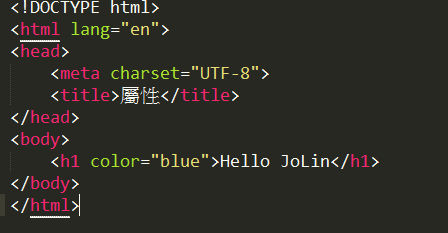 <!DOCTYPE html>
<html lang="en">
<head>
    <meta charset="UTF-8">
    <title>屬性</title>
</head>
<body>
    <h1 color="blue">Hello JoLin</h1>
</body>
</html>